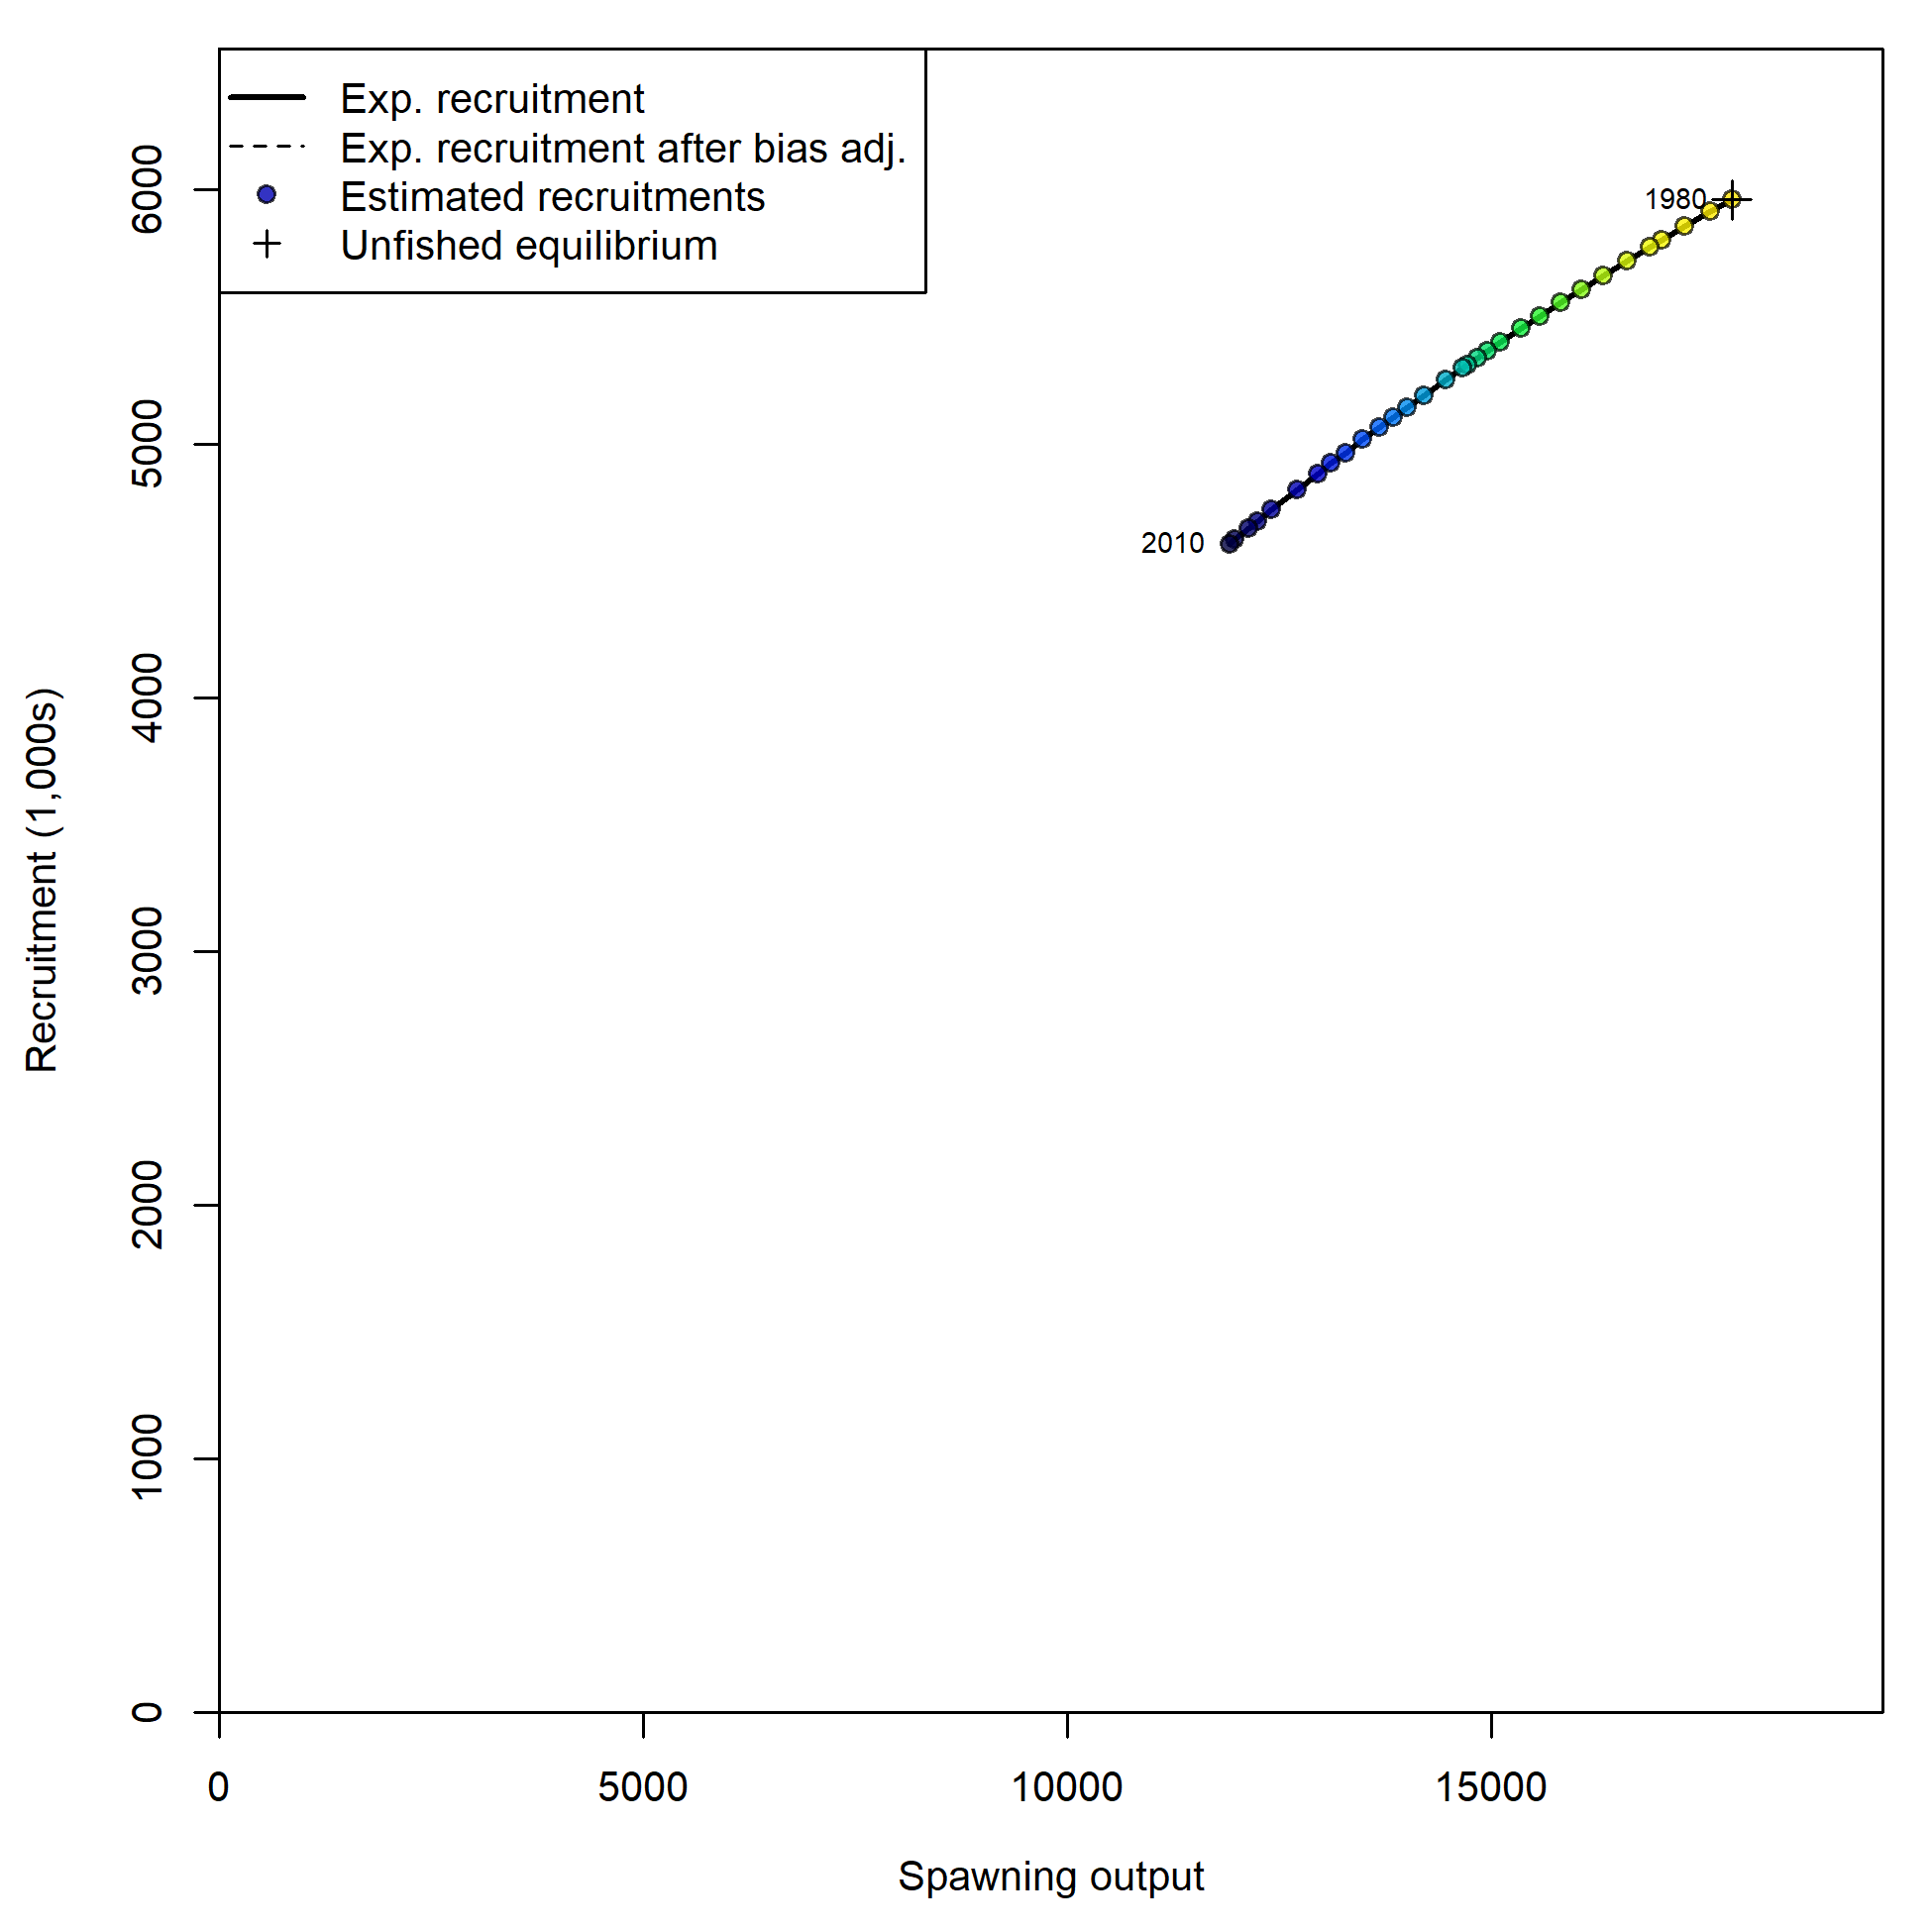 Exp. recruitment
Exp. recruitment after bias adj.
Estimated recruitments
Unfished equilibrium
1980
2010
6000
5000
4000
3000
2000
1000
0
Recruitment (1,000s)
0
5000
10000
15000
Spawning output